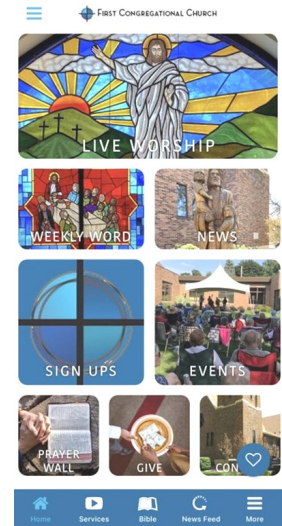 First Congregational Church
LIVE WORSHIP
WEEKLY WORD
NEWS
SIGN UPS
EVENTS
PRAYER
WALL
GIVE
CON
Home
Services
Bible
News Feed
More